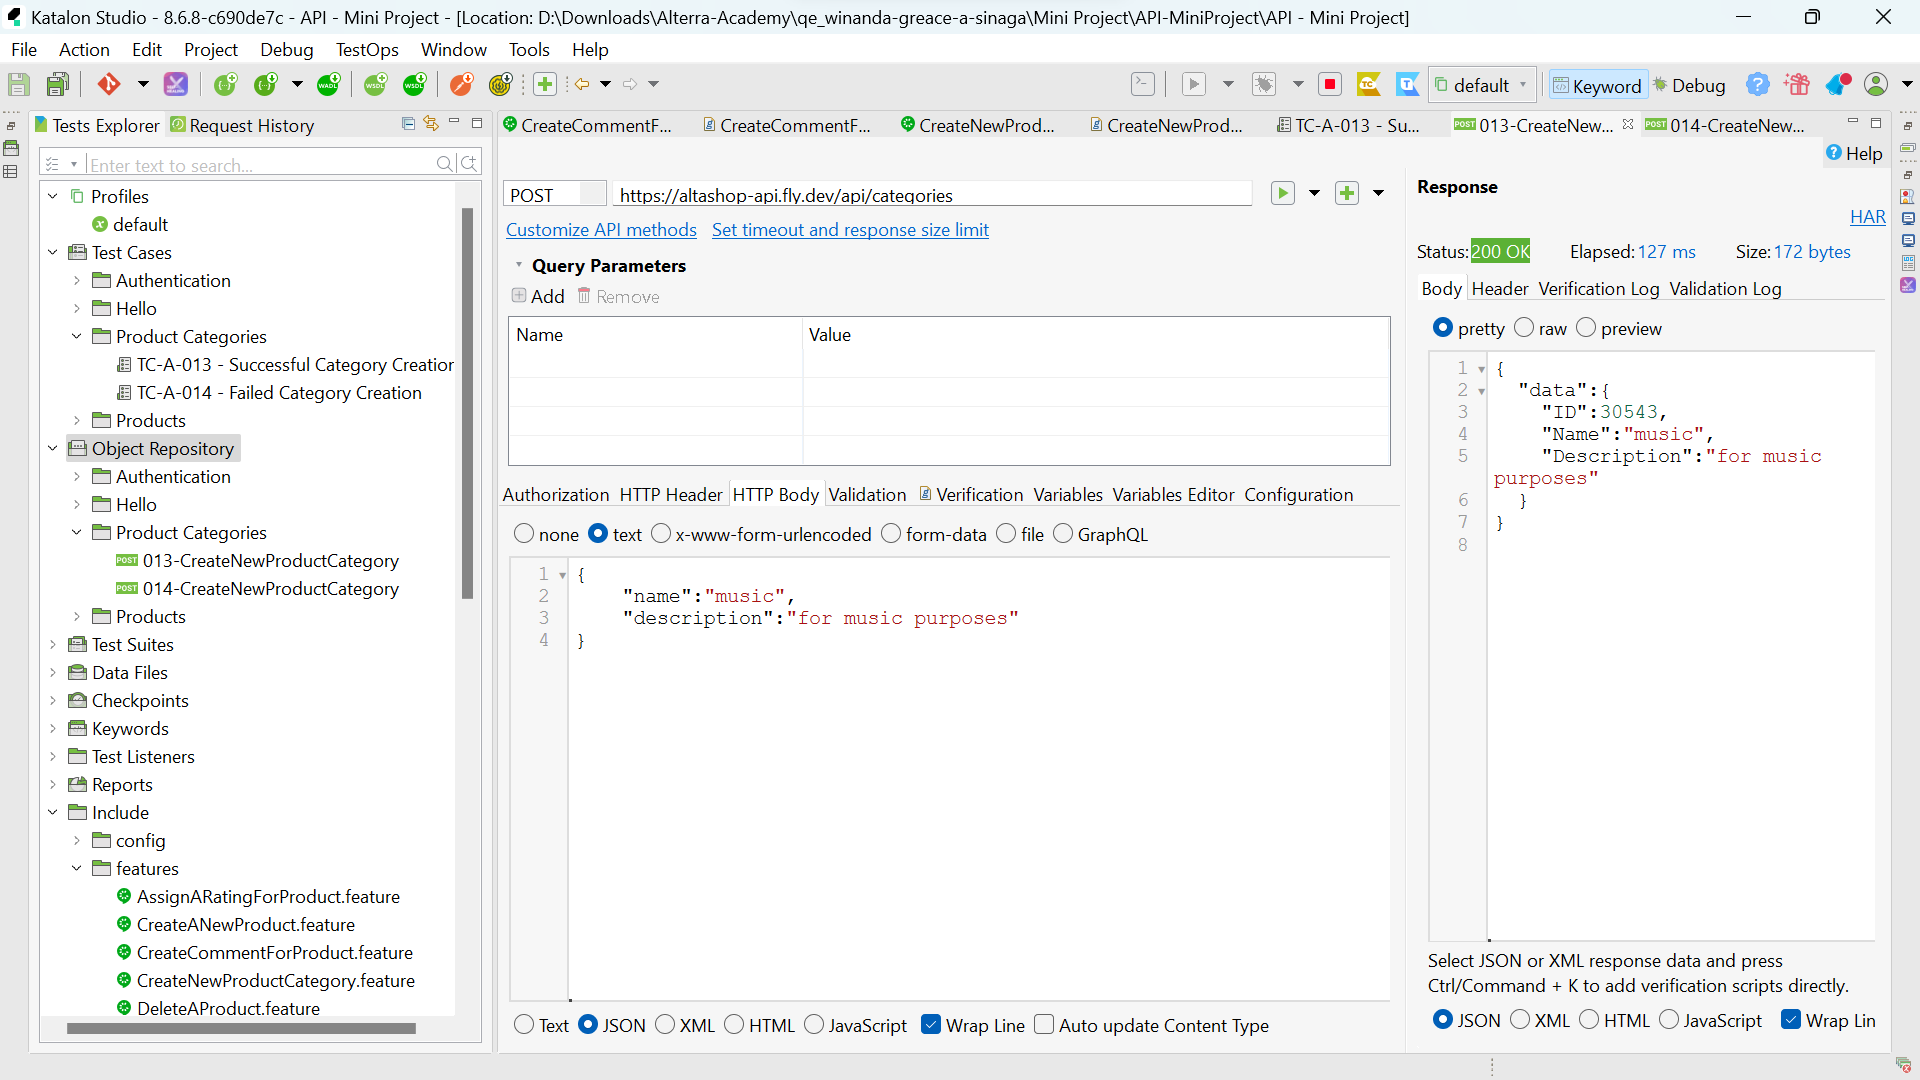 Katalon Studio - 8.6.8-c690de7c - API - Mini Project - [Location: D:\Downloads\Alterra-Academy\qe_winanda-greace-a-sinaga\Mini Project\API-MiniProject\API - Mini Project]
File Action Edit Project Debug TestOps Window Tools Help
default Keyword Debug
Tests Explorer Request History
Enter text to search...
Profiles
default
Test Cases
Authentication
Hello
Product Categories
TC-A-013 - Successful Category Creation
TC-A-014 - Failed Category Creation
Products
Object Repository
Authentication
Hello
Product Categories
POST 013-CreateNewProductCategory
POST 014-CreateNewProductCategory
Products
Test Suites
Data Files
Checkpoints
Keywords
Test Listeners
Reports
Include
config
features
AssignARatingForProduct.feature
CreateANewProduct.feature
CreateCommentForProduct.feature
CreateNewProductCategory.feature
DeleteAProduct.feature
CreateCommentF... CreateCommentF... CreateNewProd... CreateNewProd... TC-A-013 - Su... POST 013-CreateNew... POST 014-CreateNew...
Help
POST https://altashop-api.fly.dev/api/categories
Customize API methods Set timeout and response size limit
Query Parameters
Add Remove
Name Value
Authorization HTTP Header HTTP Body Validation Verification Variables Variables Editor Configuration
none text x-www-form-urlencoded form-data file GraphQL
1 {
2 "name":"music",
3 "description":"for music purposes"
4 }
Text JSON XML HTML JavaScript Wrap Line Auto update Content Type
Response
HAR
Status: 200 OK Elapsed: 127 ms Size: 172 bytes
Body Header Verification Log Validation Log
pretty raw preview
1 {
2 "data":{
3 "ID":30543,
4 "Name":"music",
5 "Description":"for music
purposes"
6 }
7 }
8
Select JSON or XML response data and press
Ctrl/Command + K to add verification scripts directly.
JSON XML HTML JavaScript Wrap Lin